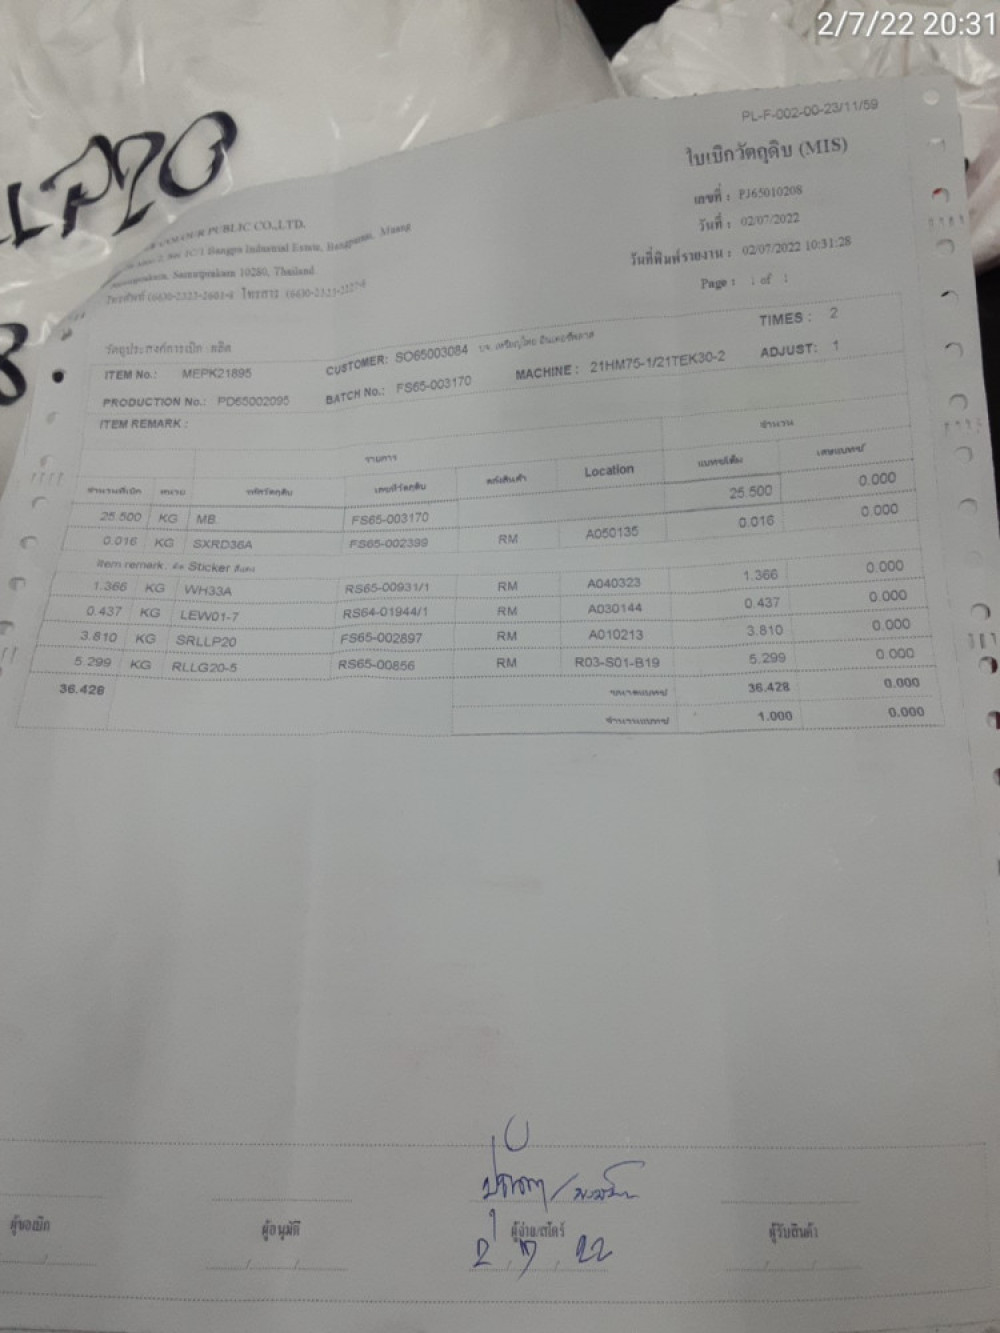 2/7/22 20:31
LLP20
8
PL-F-002-00-23/11/59
ใบเบิกวัตถุดิบ (MIS)
เลขที่ : PJ65010208
วันที่ : 02/07/2022
วันที่พิมพ์รายงาน : 02/07/2022 10:31:28
Page : 1 of 1
COLOUR PUBLIC CO.,LTD.
Bangpu Industrial Estate, Bangpumai, Muang
Samutprakarn 10280, Thailand
โทรศัพท์ โทรสาร
วัตถุประสงค์การเบิก : ผลิต
ITEM No.: MEPK21895 CUSTOMER: SO65003084 TIMES : 2
PRODUCTION No.: PD65002095 BATCH No.: FS65-003170 MACHINE : 21HM75-1/21TEK30-2 ADJUST: 1
ITEM REMARK :
รายการ จำนวน
จำนวนที่เบิก หน่วย รหัสวัตถุดิบ เลขที่วัตถุดิบ คลังสินค้า Location แบทช์เต็ม เศษแบทช์
25.500 KG MB. FS65-003170 25.500 0.000
0.016 KG SXRD36A FS65-002399 RM A050135 0.016 0.000
Item remark. Sticker
1.366 KG WH33A RS65-00931/1 RM A040323 1.366 0.000
0.437 KG LEW01-7 RS64-01944/1 RM A030144 0.437 0.000
3.810 KG SRLLP20 FS65-002897 RM A010213 3.810 0.000
5.299 KG RLLG20-5 RS65-00856 RM R03-S01-B19 5.299 0.000
36.428 ขนาดแบทช์ 36.428 0.000
จำนวนแบทช์ 1.000 0.000
ผู้ขอเบิก ผู้อนุมัติ ผู้จ่าย/สโตร์ ผู้รับสินค้า
2 7 22